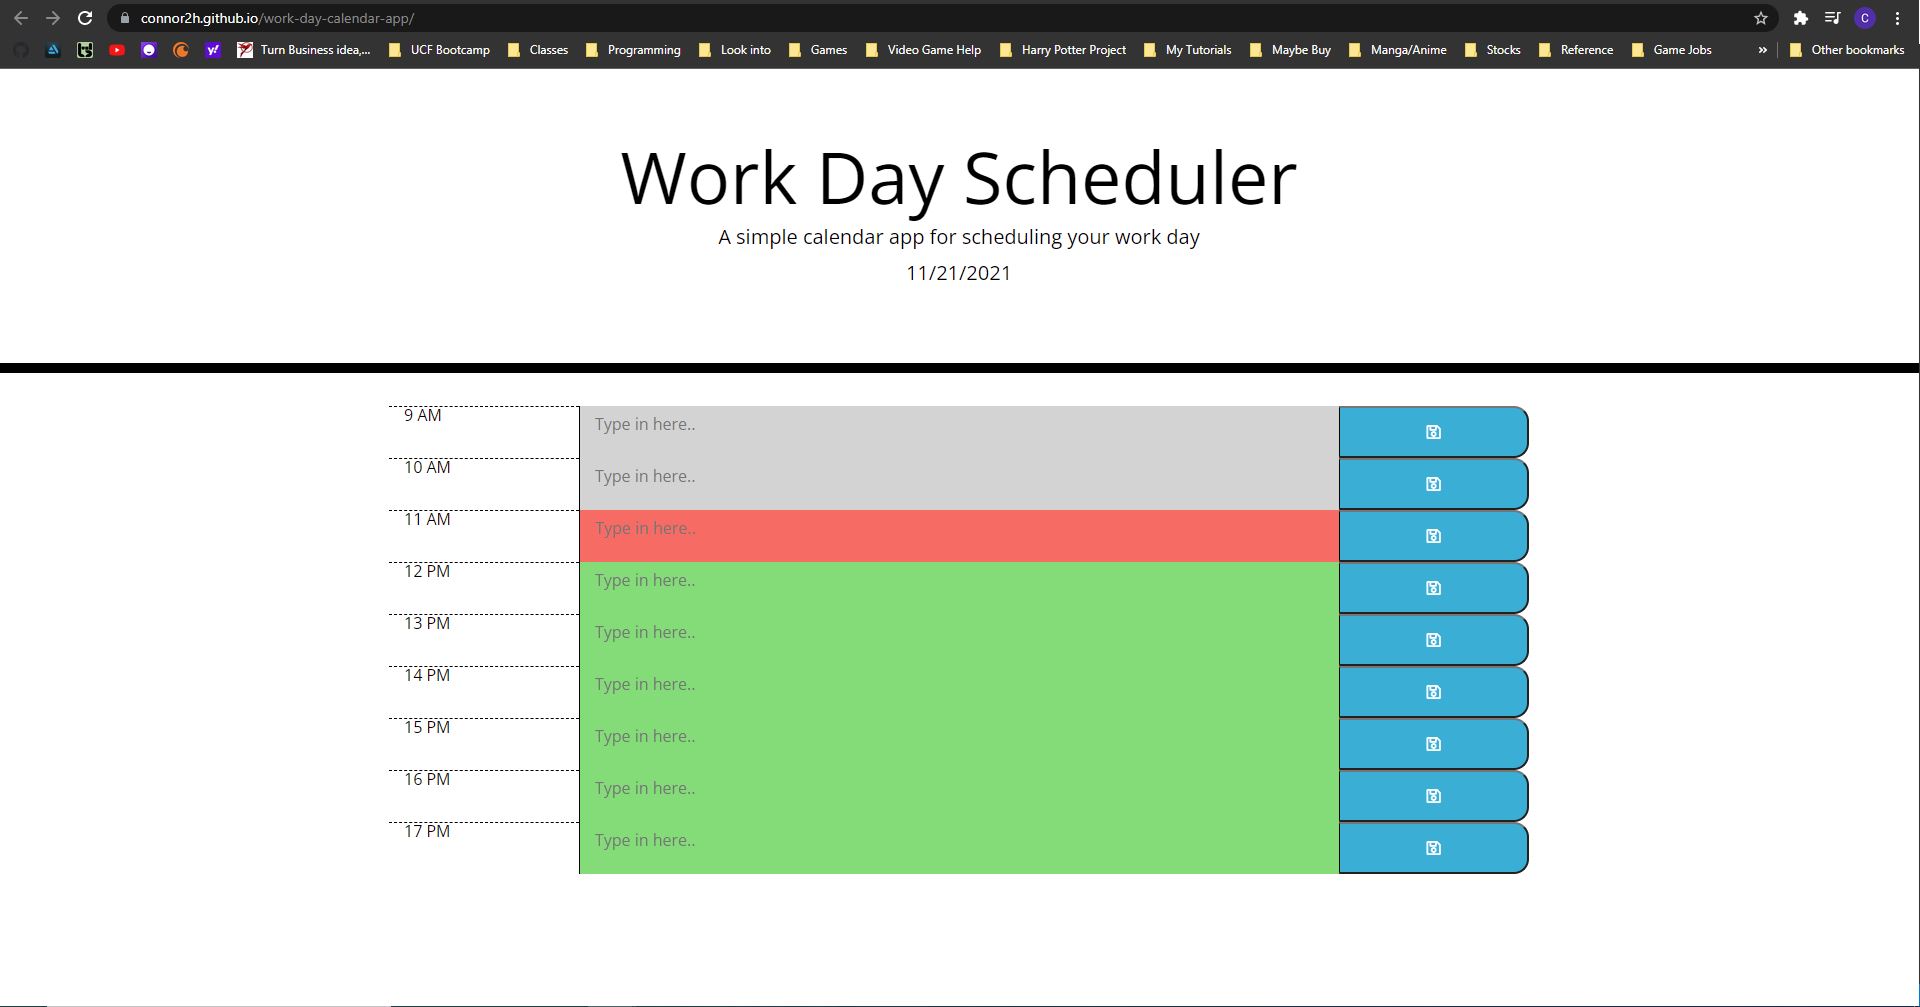 connor2h.github.io/work-day-calendar-app/
C
Turn Business idea,... UCF Bootcamp Classes Programming Look into Games Video Game Help Harry Potter Project My Tutorials Maybe Buy Manga/Anime Stocks Reference Game Jobs » Other bookmarks
Work Day Scheduler
A simple calendar app for scheduling your work day
11/21/2021
9 AM Type in here..
10 AM Type in here..
11 AM Type in here..
12 PM Type in here..
13 PM Type in here..
14 PM Type in here..
15 PM Type in here..
16 PM Type in here..
17 PM Type in here..